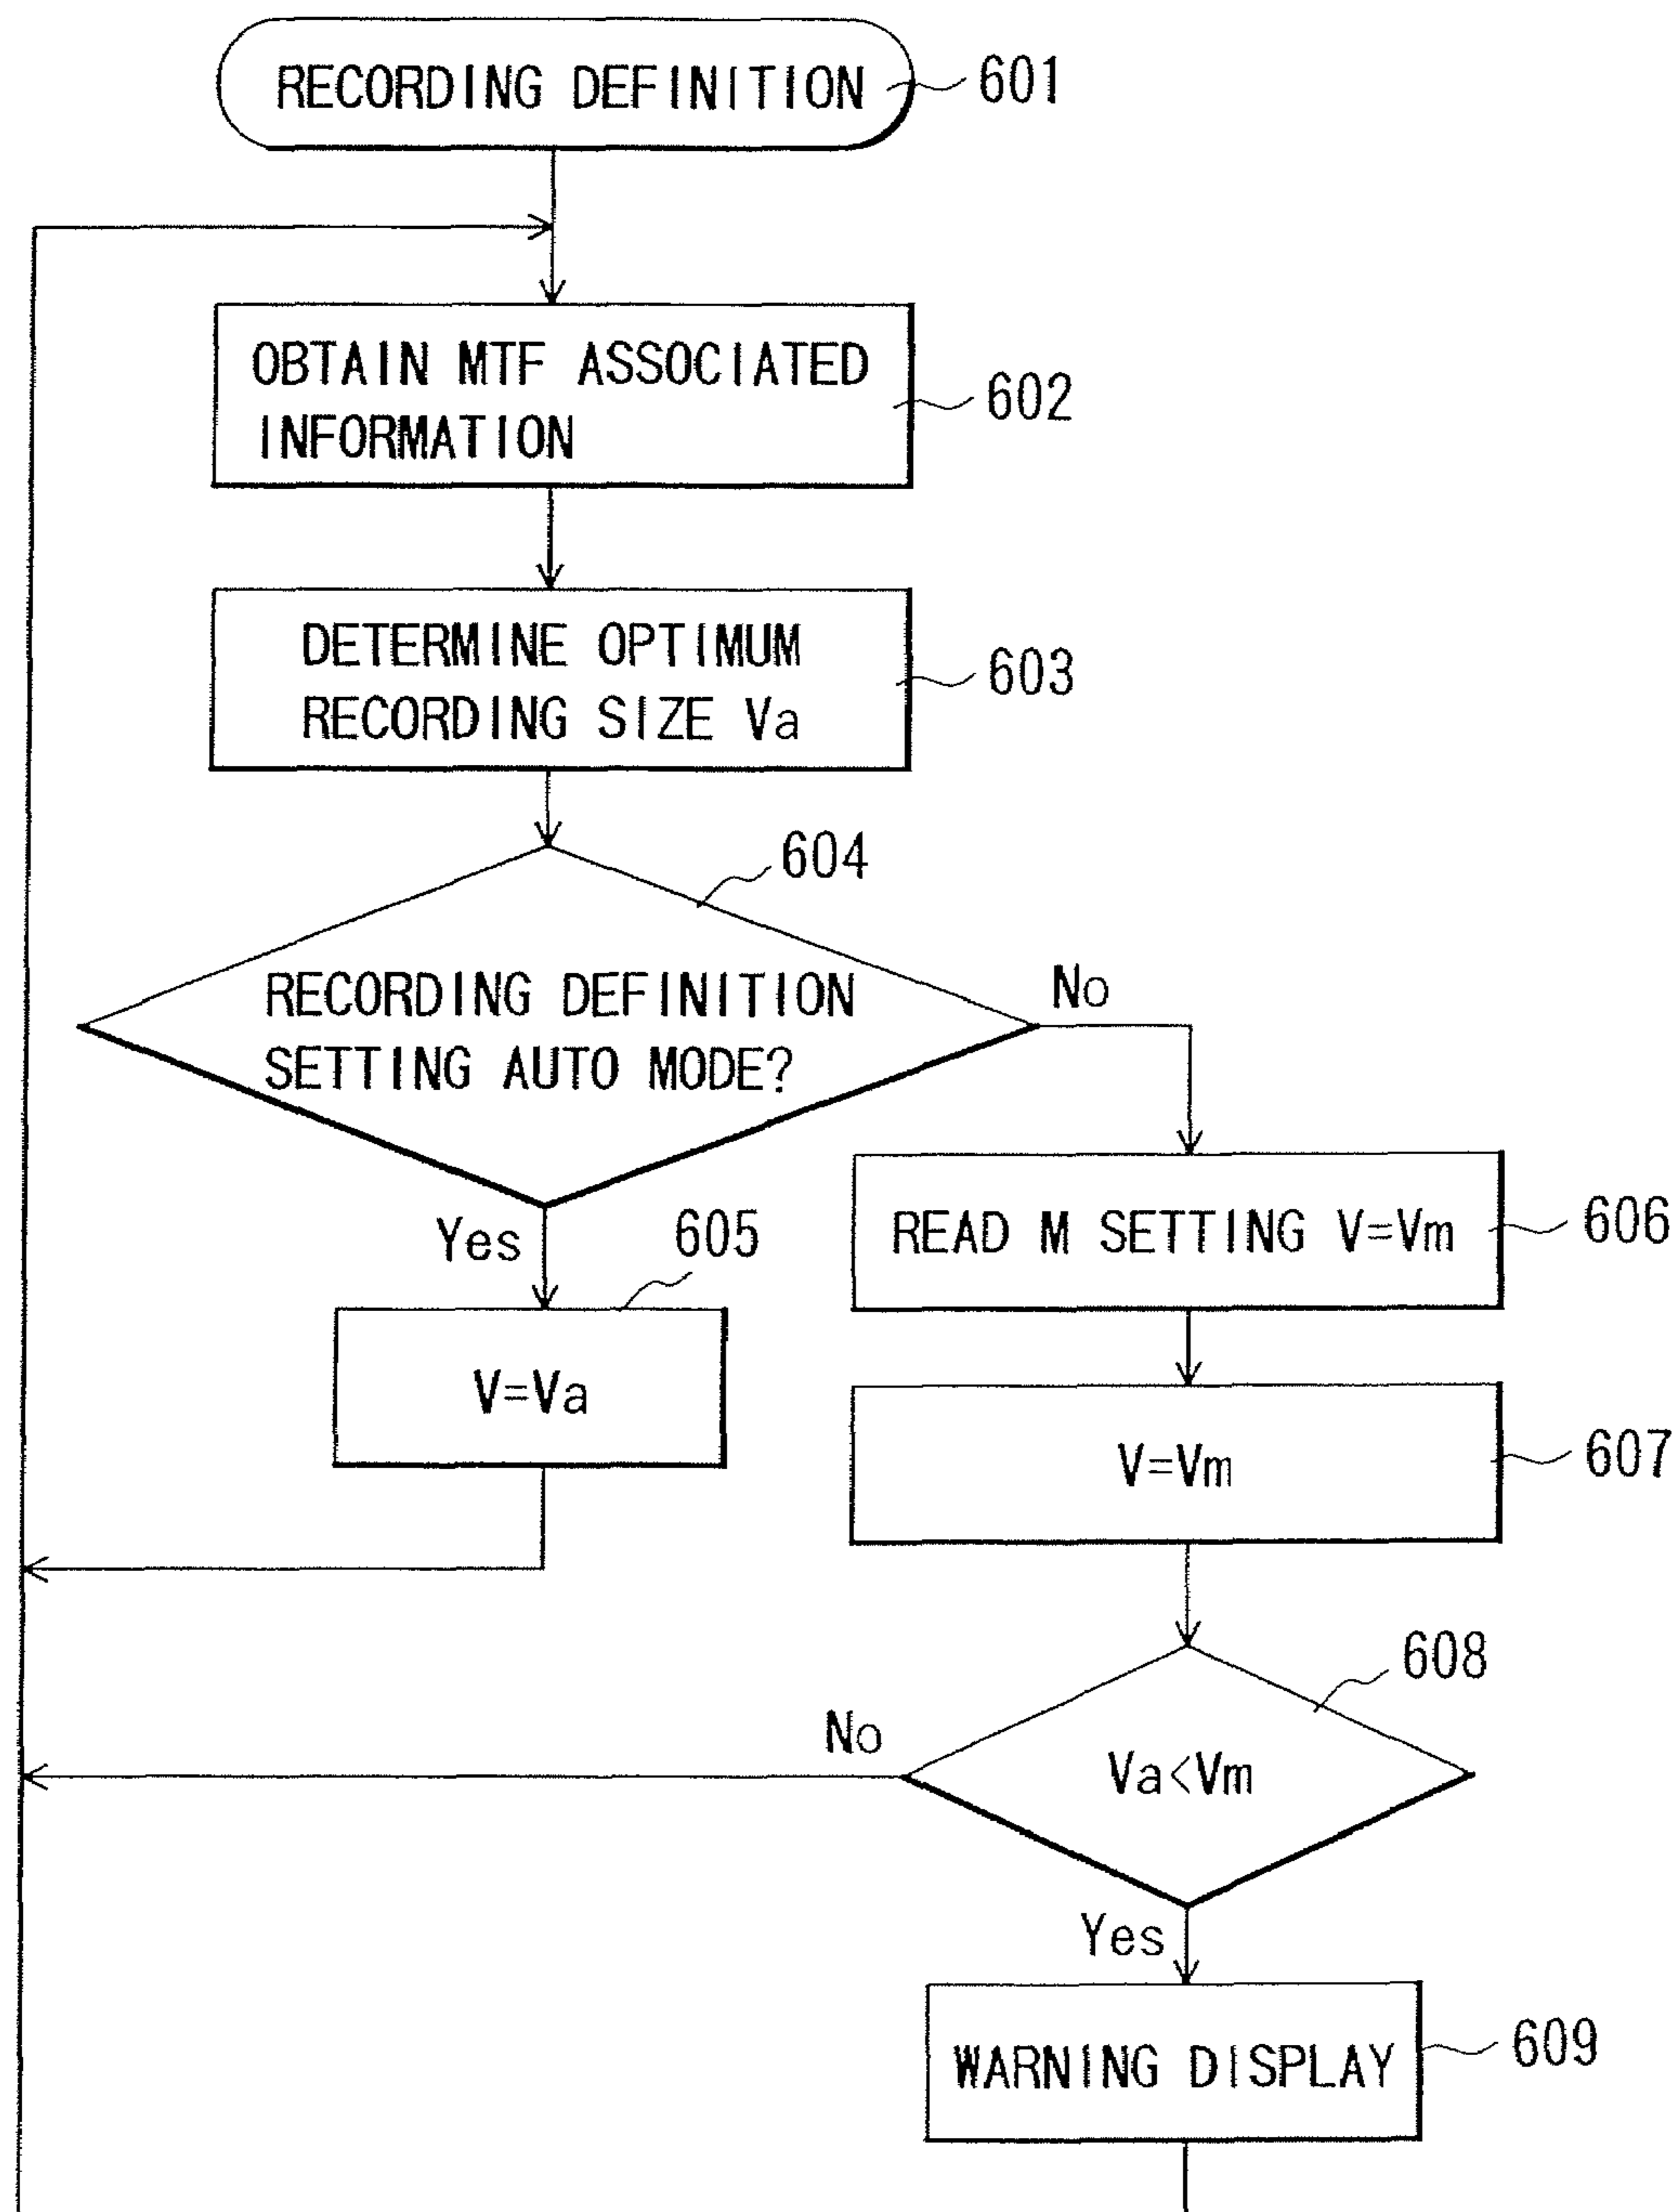 RECORDING DEFINITION
601
OBTAIN MTF ASSOCIATED
INFORMATION
602
DETERMINE OPTIMUM
RECORDING SIZE Va
603
604
RECORDING DEFINITION
SETTING AUTO MODE?
No
Yes
605
V=Va
READ M SETTING V=Vm
606
V=Vm
607
608
Va<Vm
No
Yes
WARNING DISPLAY
609